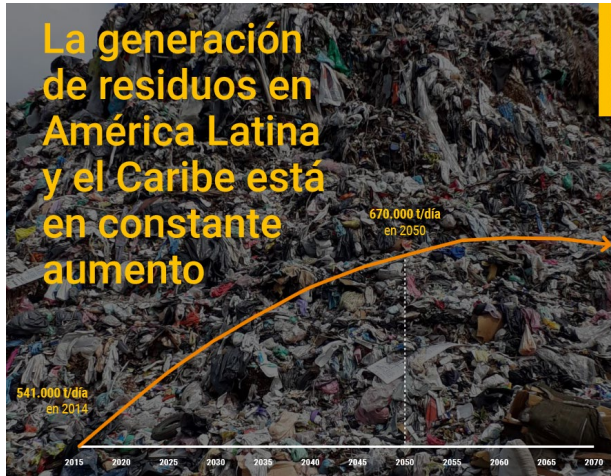 La generación
de residuos en
América Latina
y el Caribe está
en constante
aumento
670.000 t/día
en 2050
541.000 t/día
en 2014
2015 2020 2025 2030 2035 2040 2045 2050 2055 2060 2065 2070